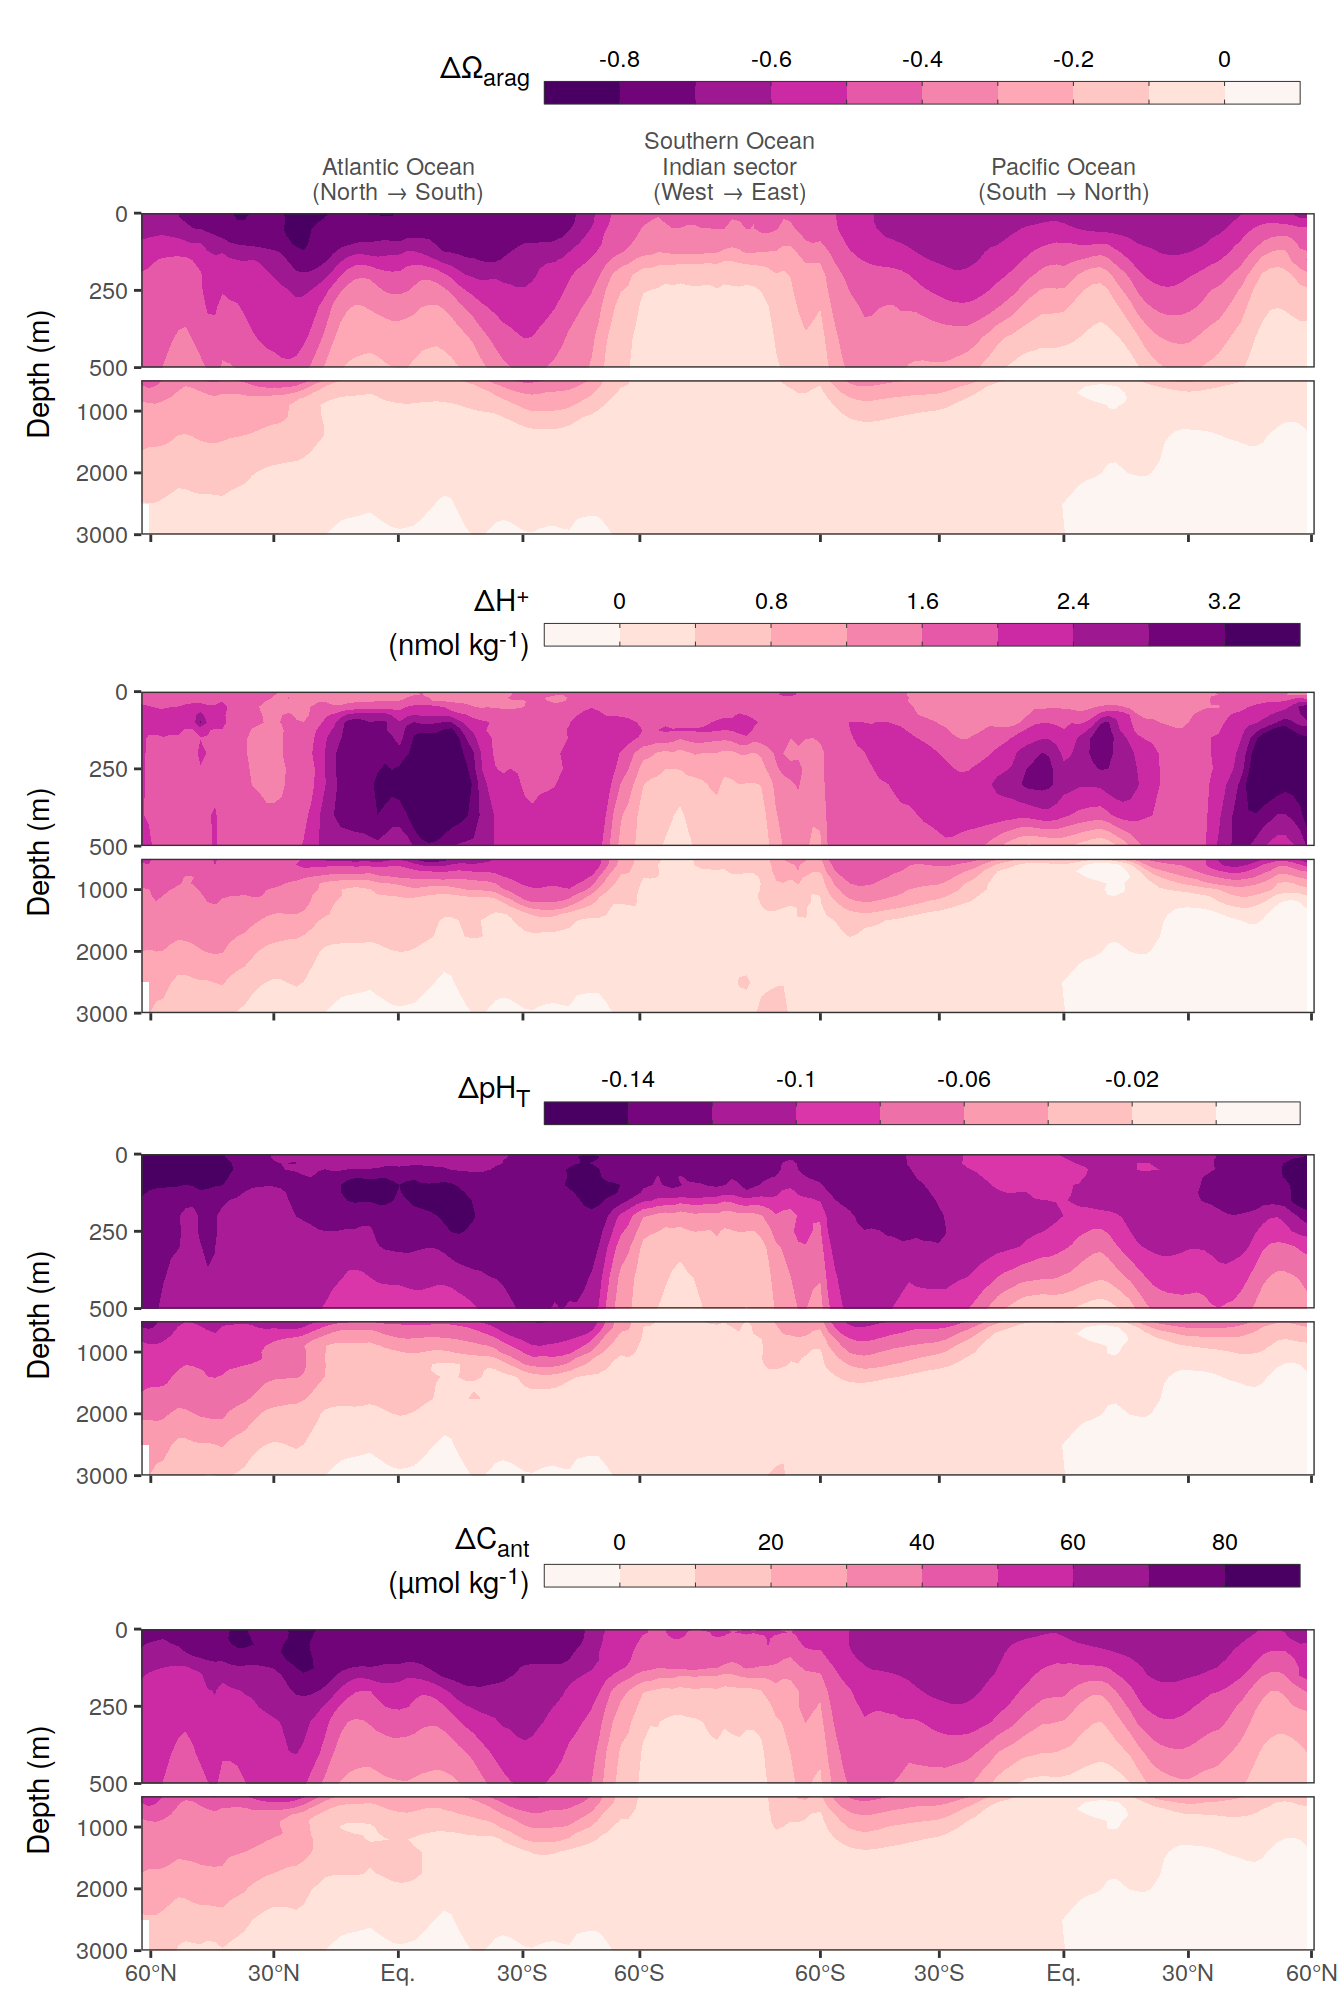 -0.8 -0.6 -0.4 -0.2 0
ΔΩarag
Southern Ocean
Atlantic Ocean Indian sector Pacific Ocean
(North → South) (West → East) (South → North)
0
250
500
1000
2000
3000
Depth (m)
Depth (m)
ΔH⁺ 0 0.8 1.6 2.4 3.2
(nmol kg⁻¹)
0
250
500
1000
2000
3000
Depth (m)
Depth (m)
-0.14 -0.1 -0.06 -0.02
ΔpHT
0
250
500
1000
2000
3000
Depth (m)
Depth (m)
ΔCant 0 20 40 60 80
(μmol kg⁻¹)
0
250
500
1000
2000
3000
Depth (m)
Depth (m)
60°N 30°N Eq. 30°S 60°S 60°S 30°S Eq. 30°N 60°N